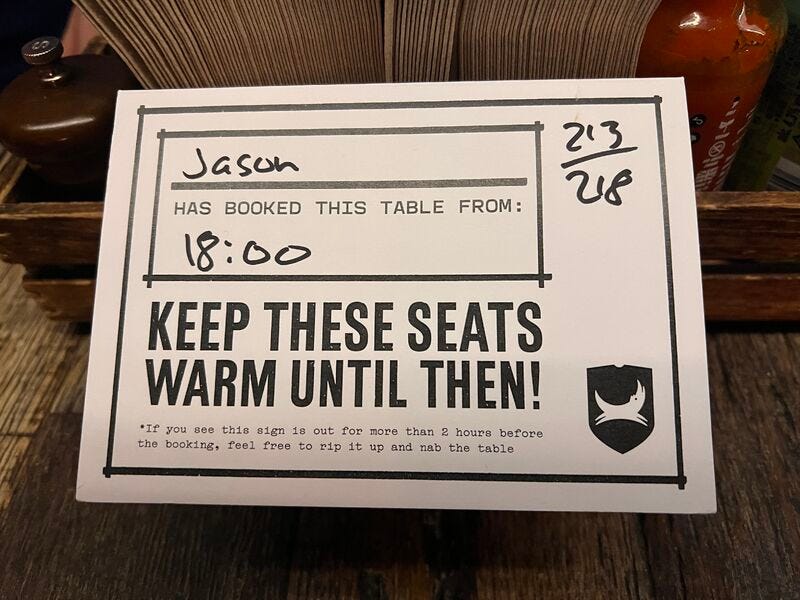 Jason
HAS BOOKED THIS TABLE FROM:
18:00
213
218
KEEP THESE SEATS
WARM UNTIL THEN!
*If you see this sign is out for more than 2 hours before
the booking, feel free to rip it up and nab the table